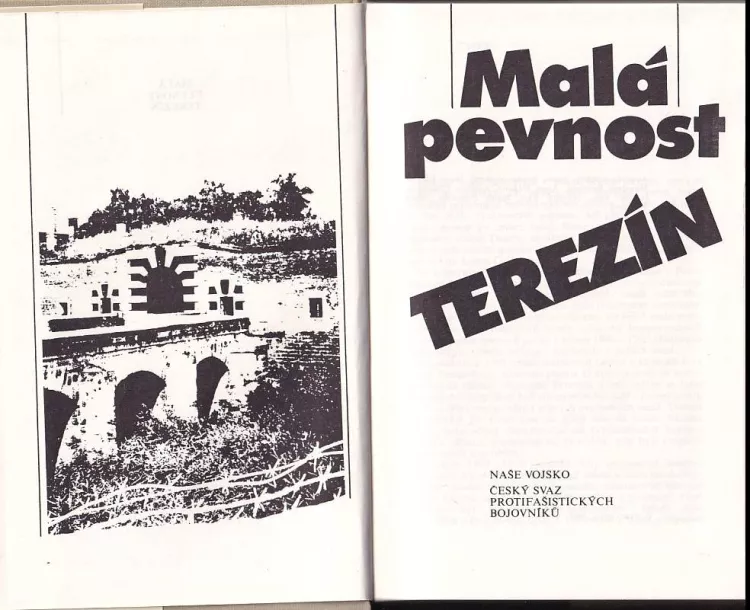 Malá
pevnost
TEREZÍN
NAŠE VOJSKO
ČESKÝ SVAZ
PROTIFAŠISTICKÝCH
BOJOVNÍKŮ